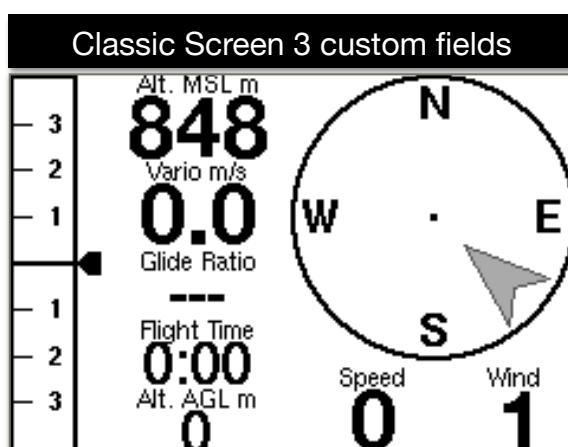 Classic Screen 3 custom fields
3
2
1
1
2
3
Alt. MSL m
848
Vario m/s
0.0
Glide Ratio
---
Flight Time
0:00
Alt. AGL m
0
N
W
E
S
Speed
0
Wind
1